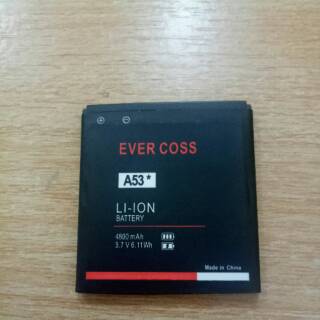 EVER COSS
A53*
LI-ION
BATTERY
4800 mAh
3.7 V 6.11Wh
Made in China